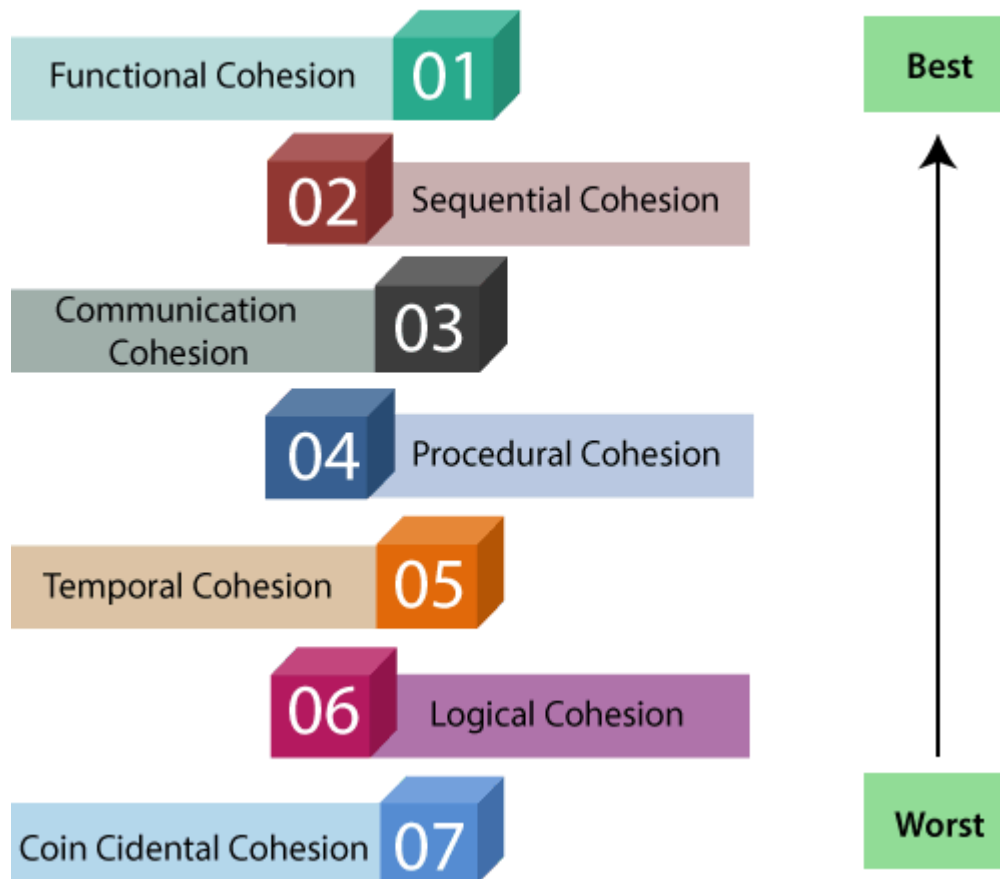 Functional Cohesion 01
Best
02 Sequential Cohesion
Communication
Cohesion
03
04 Procedural Cohesion
Temporal Cohesion 05
06 Logical Cohesion
Coin Cidental Cohesion 07
Worst